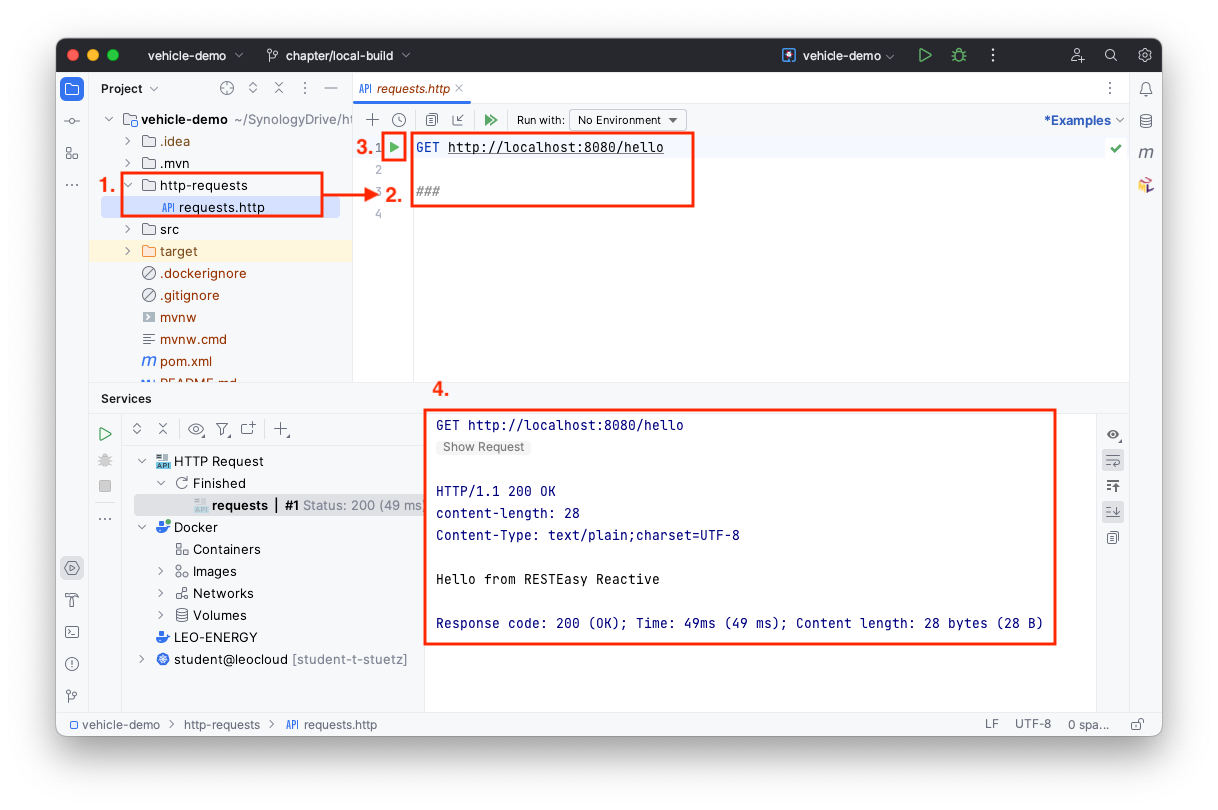 vehicle-demo
chapter/local-build
vehicle-demo
Project
requests.http
vehicle-demo ~/SynologyDrive/ht
Run with: No Environment
*Examples
.idea
.mvn
1.
http-requests
requests.http
src
target
.dockerignore
.gitignore
mvnw
mvnw.cmd
pom.xml
README.md
3.
1 GET http://localhost:8080/hello
2
2.
3 ###
4
Services
4.
HTTP Request
Finished
requests | #1 Status: 200 (49 ms)
Docker
Containers
Images
Networks
Volumes
LEO-ENERGY
student@leocloud [student-t-stuetz]
GET http://localhost:8080/hello
Show Request
HTTP/1.1 200 OK
content-length: 28
Content-Type: text/plain;charset=UTF-8
Hello from RESTEasy Reactive
Response code: 200 (OK); Time: 49ms (49 ms); Content length: 28 bytes (28 B)
vehicle-demo > http-requests > API requests.http
LF UTF-8 0 spa...